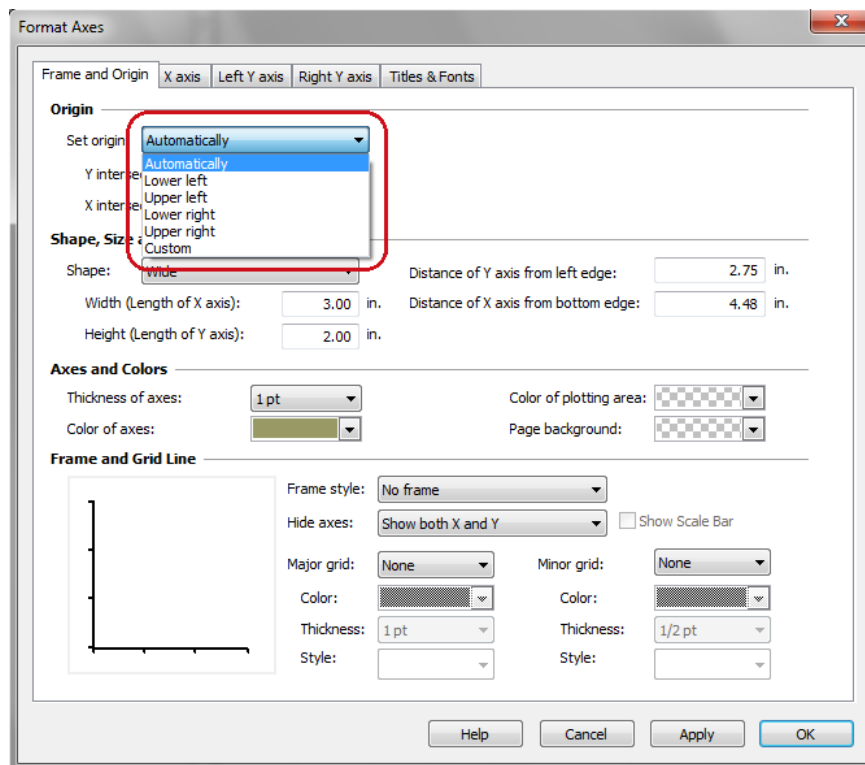 Format Axes
Frame and Origin X axis Left Y axis Right Y axis Titles & Fonts
Origin
Set origin Automatically
Automatically
Y interse
Lower left
Upper left
X interse
Lower right
Upper right
Shape, Size a
Custom
Shape: Wide Distance of Y axis from left edge: 2.75 in.
Width (Length of X axis): 3.00 in. Distance of X axis from bottom edge: 4.48 in.
Height (Length of Y axis): 2.00 in.
Axes and Colors
Thickness of axes: 1 pt Color of plotting area:
Color of axes: Page background:
Frame and Grid Line
Frame style: No frame
Hide axes: Show both X and Y Show Scale Bar
Major grid: None Minor grid: None
Color: Color:
Thickness: 1 pt Thickness: 1/2 pt
Style: Style:
Help Cancel Apply OK